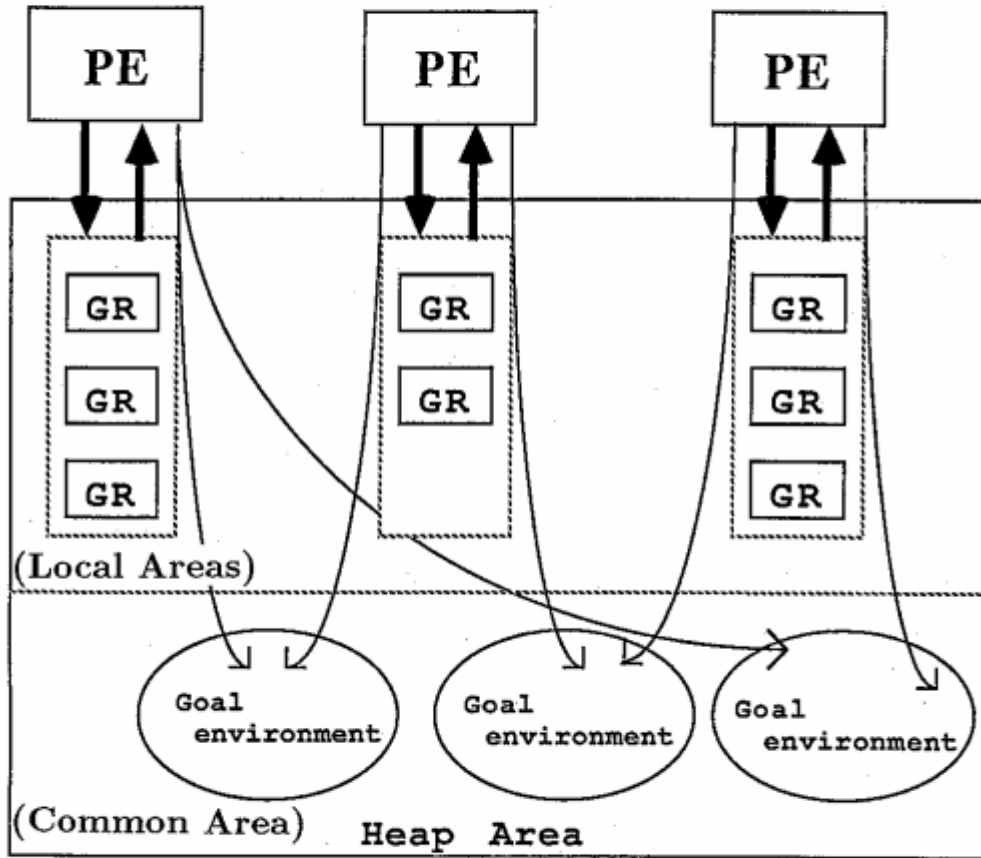 PE PE PE
GR GR GR
GR GR GR
GR GR
(Local Areas)
Goal environment
Goal environment
Goal environment
(Common Area)
Heap Area